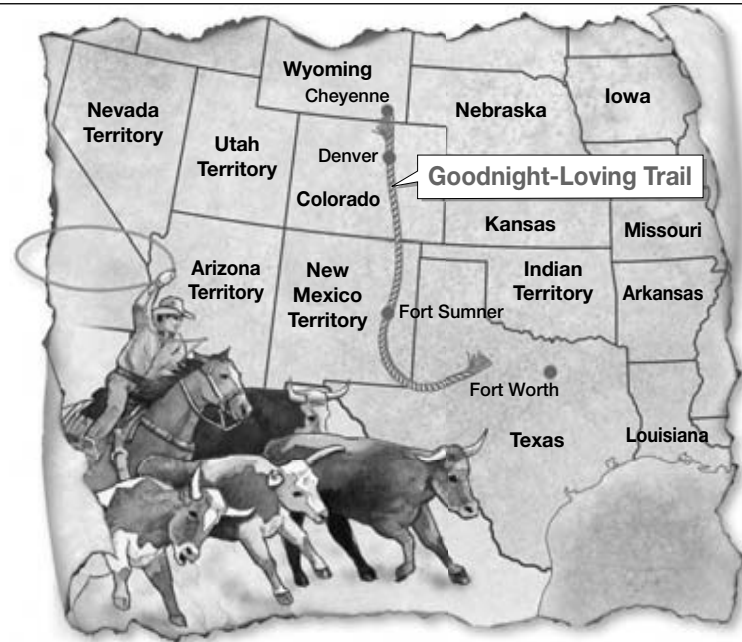 Wyoming
Cheyenne
Nevada
Territory
Utah
Territory
Nebraska
Iowa
Denver
Colorado
Goodnight-Loving Trail
Kansas
Missouri
Arizona
Territory
New
Mexico
Territory
Indian
Territory
Arkansas
Fort Sumner
Fort Worth
Texas
Louisiana